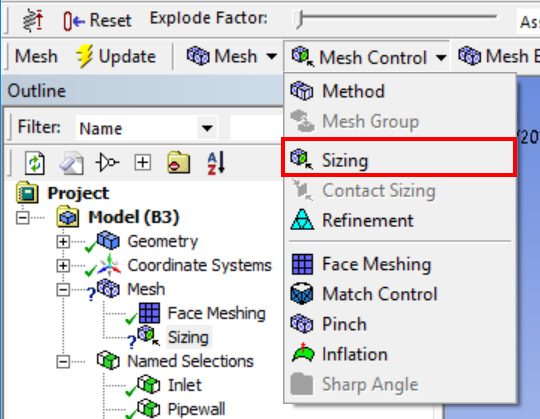 Reset Explode Factor: Ass
Mesh Update Mesh Mesh Control Mesh E
Outline
Filter: Name
Method
Mesh Group
/20
Sizing
Contact Sizing
Refinement
Face Meshing
Match Control
Pinch
Inflation
Sharp Angle
Project
Model (B3)
Geometry
Coordinate Systems
Mesh
Face Meshing
Sizing
Named Selections
Inlet
Pipewall